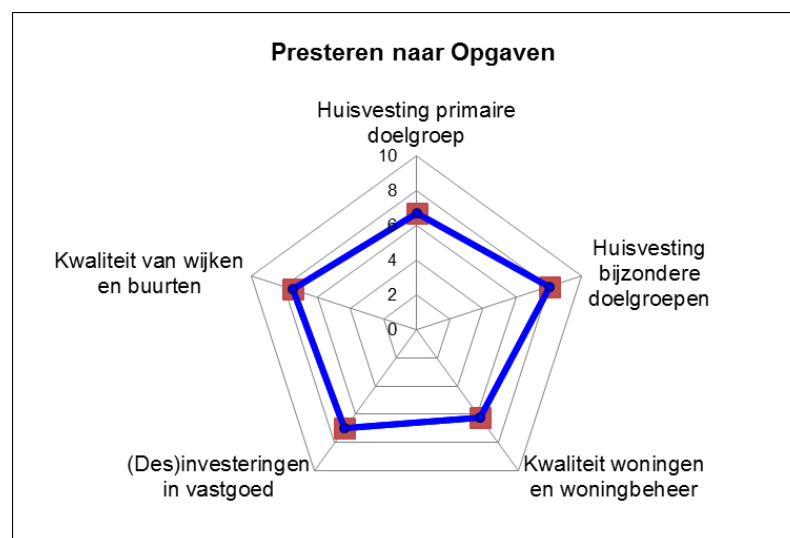 Presteren naar Opgaven
Huisvesting primaire
doelgroep
10
8
6
4
2
0
Huisvesting
bijzondere
doelgroepen
Kwaliteit van wijken
en buurten
(Des)investeringen
in vastgoed
Kwaliteit woningen
en woningbeheer